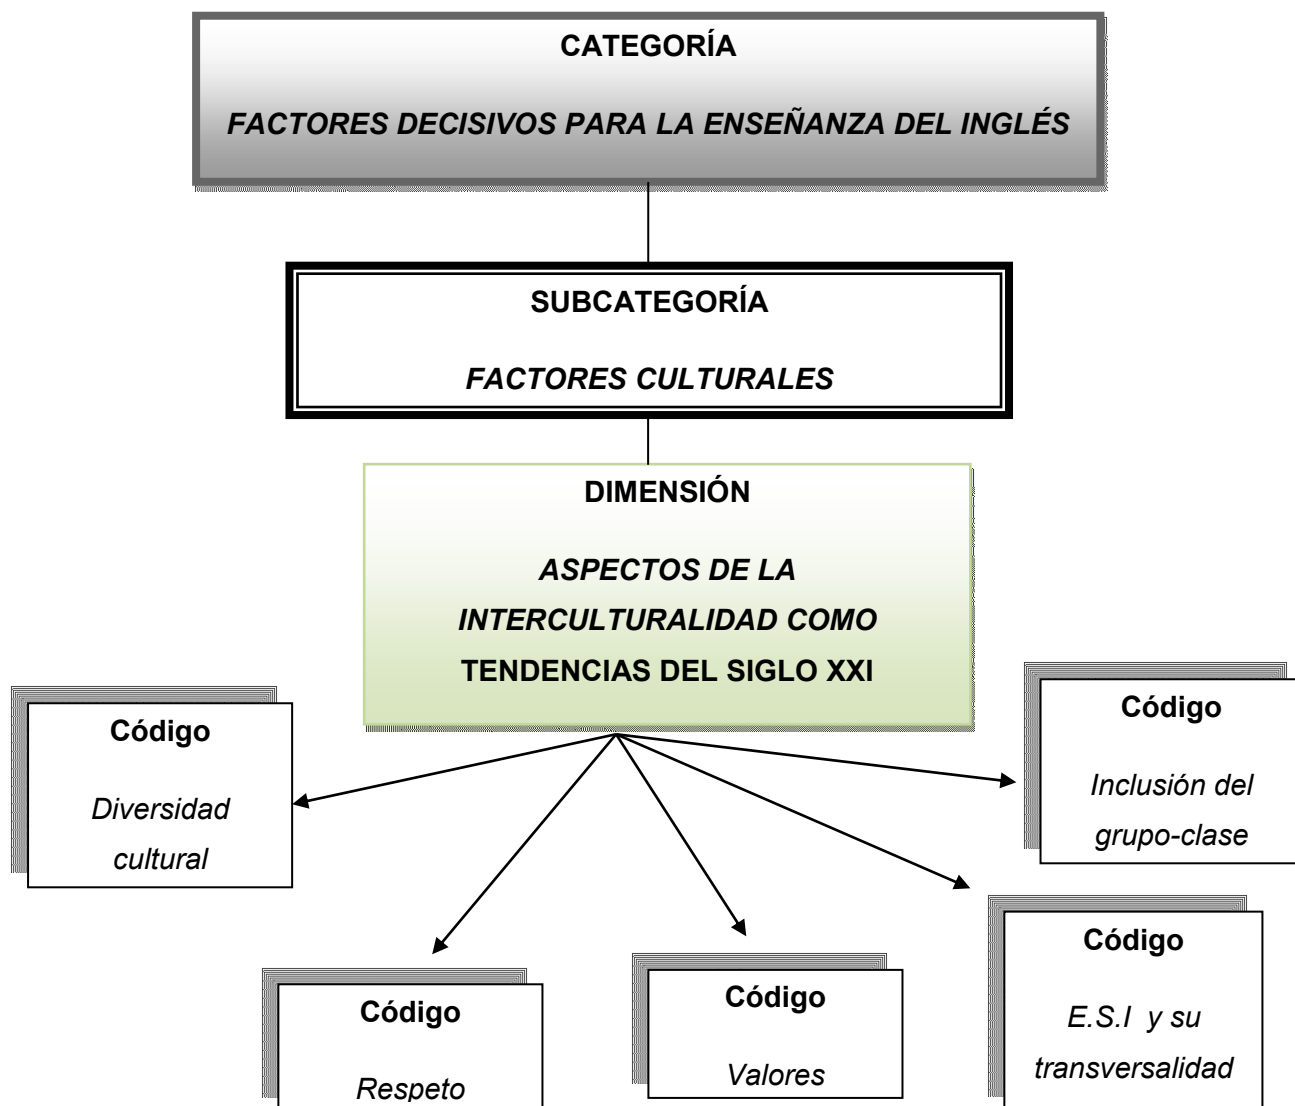 CATEGORÍA
FACTORES DECISIVOS PARA LA ENSEÑANZA DEL INGLÉS
SUBCATEGORÍA
FACTORES CULTURALES
DIMENSIÓN
ASPECTOS DE LA
INTERCULTURALIDAD COMO
TENDENCIAS DEL SIGLO XXI
Código
Diversidad
cultural
Código
Respeto
Código
Valores
Código
E.S.I y su
transversalidad
Código
Inclusión del
grupo-clase